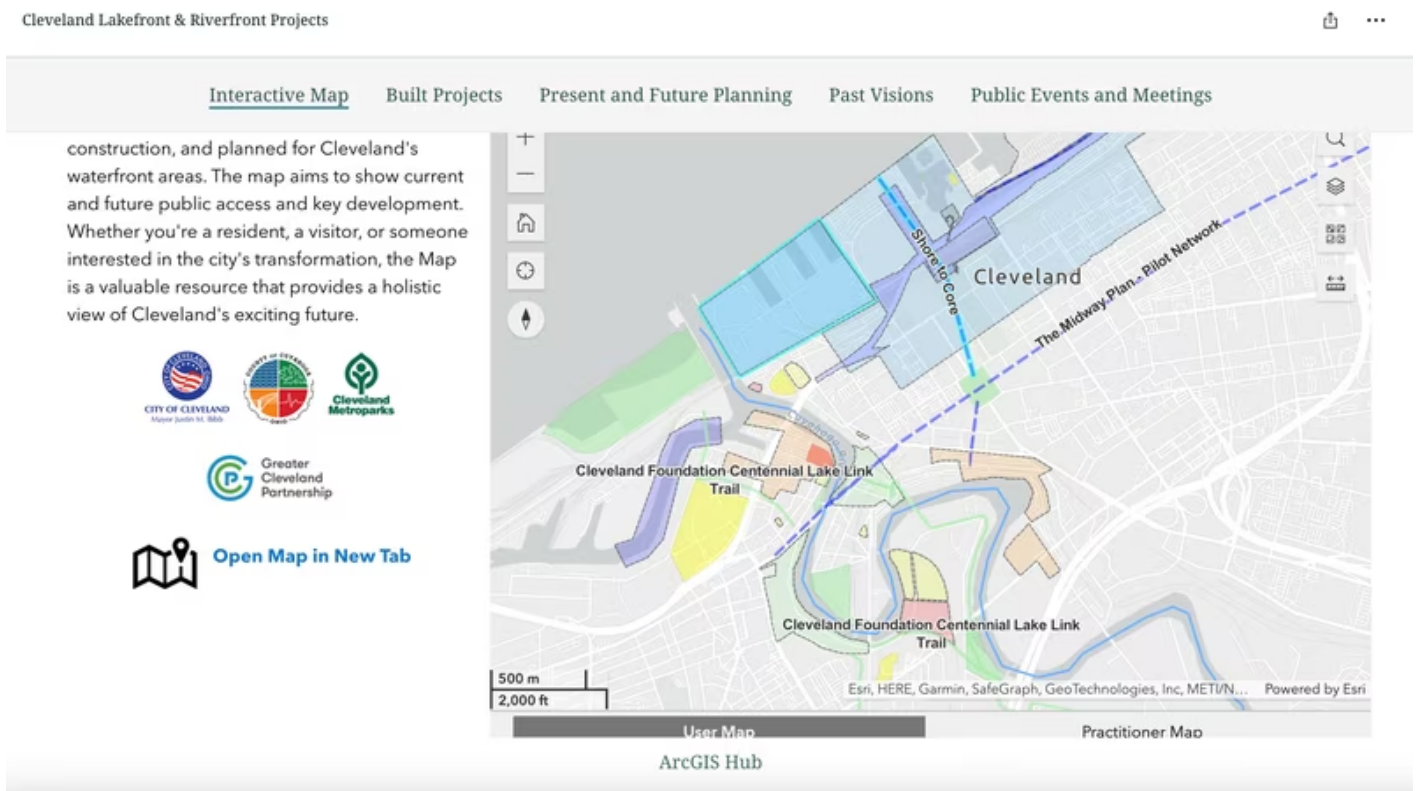 Cleveland Lakefront & Riverfront Projects
Interactive Map
Built Projects
Present and Future Planning
Past Visions
Public Events and Meetings
construction, and planned for Cleveland's
waterfront areas. The map aims to show current
and future public access and key development.
Whether you're a resident, a visitor, or someone
interested in the city's transformation, the Map
is a valuable resource that provides a holistic
view of Cleveland's exciting future.
CITY OF CLEVELAND
Mayor Justin M. Bibb
Cleveland
Metroparks
Greater
Cleveland
Partnership
Open Map in New Tab
Shore to Core
Cleveland
The Midway Plan - Pilot Network
Cleveland Foundation Centennial Lake Link
Trail
Cleveland Foundation Centennial Lake Link
Trail
500 m
2,000 ft
Esri, HERE, Garmin, SafeGraph, GeoTechnologies, Inc, METI/N...
Powered by Esri
User Map
Practitioner Map
ArcGIS Hub